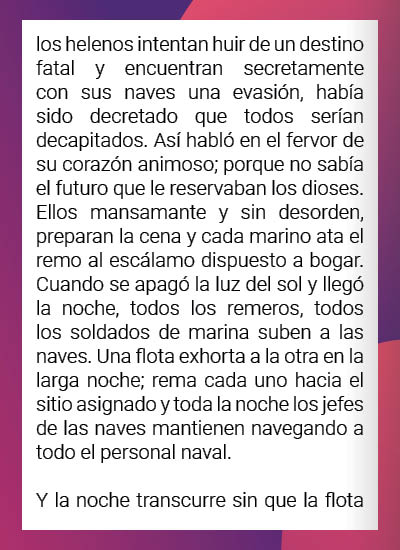 los helenos intentan huir de un destino
fatal y encuentran secretamente
con sus naves una evasión, había
sido decretado que todos serían
decapitados. Así habló en el fervor de
su corazón animoso; porque no sabía
el futuro que le reservaban los dioses.
Ellos mansamante y sin desorden,
preparan la cena y cada marino ata el
remo al escálamo dispuesto a bogar.
Cuando se apagó la luz del sol y llegó
la noche, todos los remeros, todos
los soldados de marina suben a las
naves. Una flota exhorta a la otra en la
larga noche; rema cada uno hacia el
sitio asignado y toda la noche los jefes
de las naves mantienen navegando a
todo el personal naval.
Y la noche transcurre sin que la flota